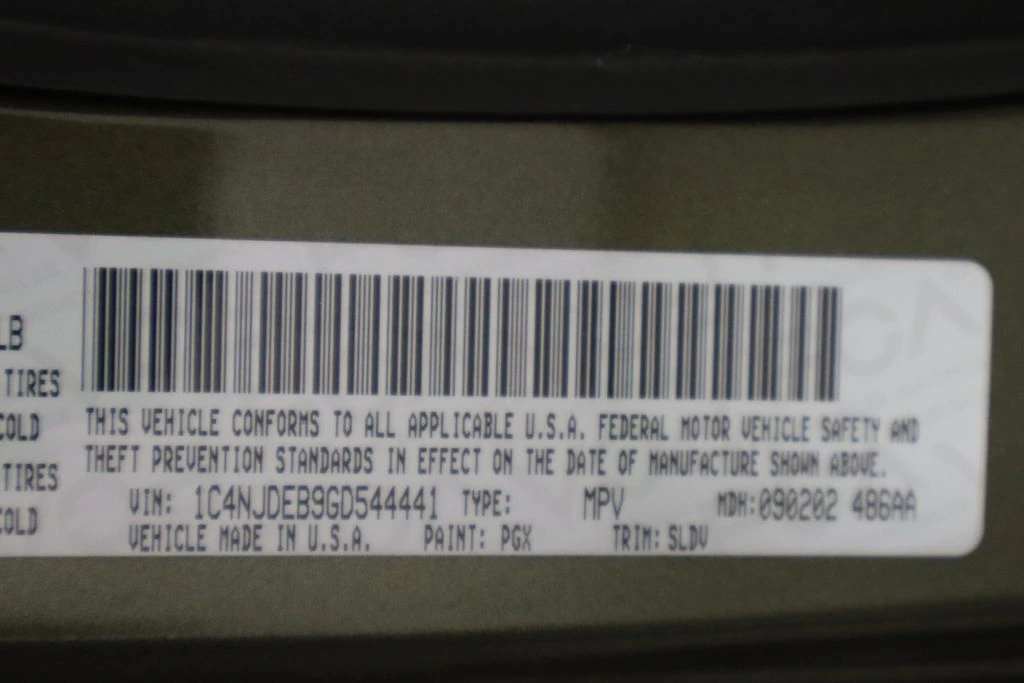 LB
TIRES
COLD
TIRES
COLD
THIS VEHICLE CONFORMS TO ALL APPLICABLE U.S.A. FEDERAL MOTOR VEHICLE SAFETY AND
THEFT PREVENTION STANDARDS IN EFFECT ON THE DATE OF MANUFACTURE SHOWN ABOVE.
VIN: 1C4NJDEB9GD544441 TYPE: MPV MDH:090202 486AA
VEHICLE MADE IN U.S.A. PAINT: PGX TRIM: SLDV